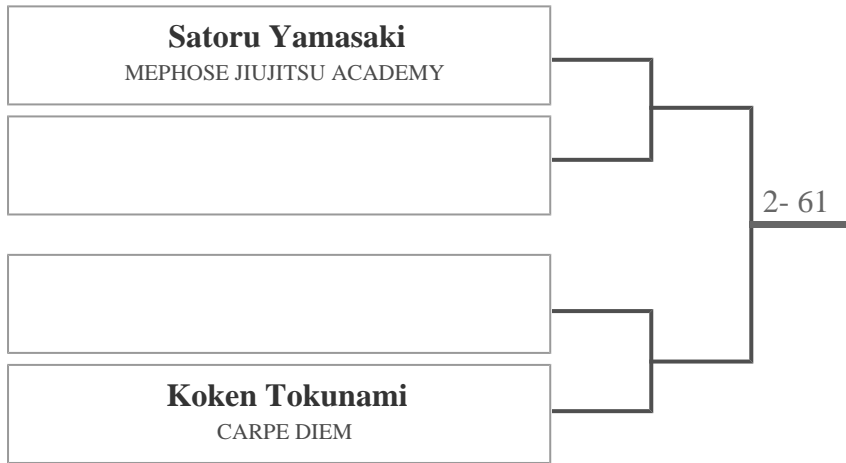 Satoru Yamasaki
MEPHOSE JIUJITSU ACADEMY
2- 61
Koken Tokunami
CARPE DIEM